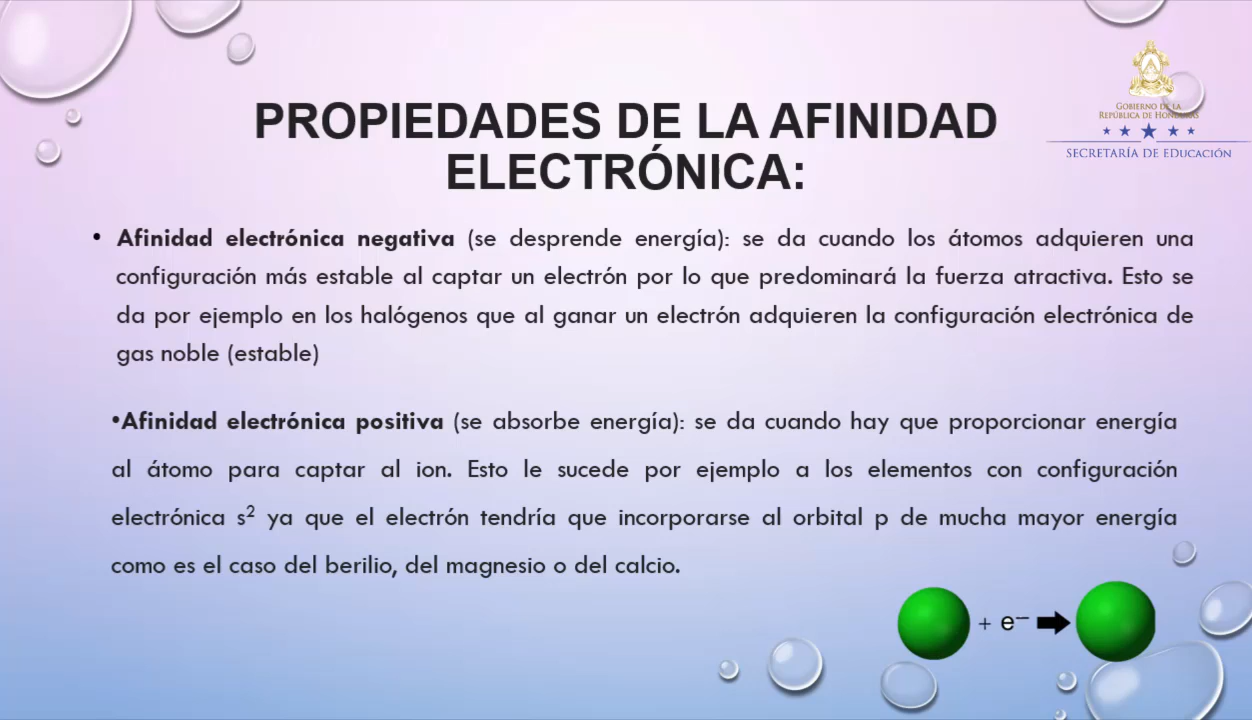 PROPIEDADES DE LA AFINIDAD
ELECTRÓNICA:
GOBIERNO DE LA
REPÚBLICA DE HONDURAS
SECRETARÍA DE EDUCACIÓN
• Afinidad electrónica negativa (se desprende energía): se da cuando los átomos adquieren una
configuración más estable al captar un electrón por lo que predominará la fuerza atractiva. Esto se
da por ejemplo en los halógenos que al ganar un electrón adquieren la configuración electrónica de
gas noble (estable)
•Afinidad electrónica positiva (se absorbe energía): se da cuando hay que proporcionar energía
al átomo para captar al ion. Esto le sucede por ejemplo a los elementos con configuración
electrónica s² ya que el electrón tendría que incorporarse al orbital p de mucha mayor energía
como es el caso del berilio, del magnesio o del calcio.
+ e⁻